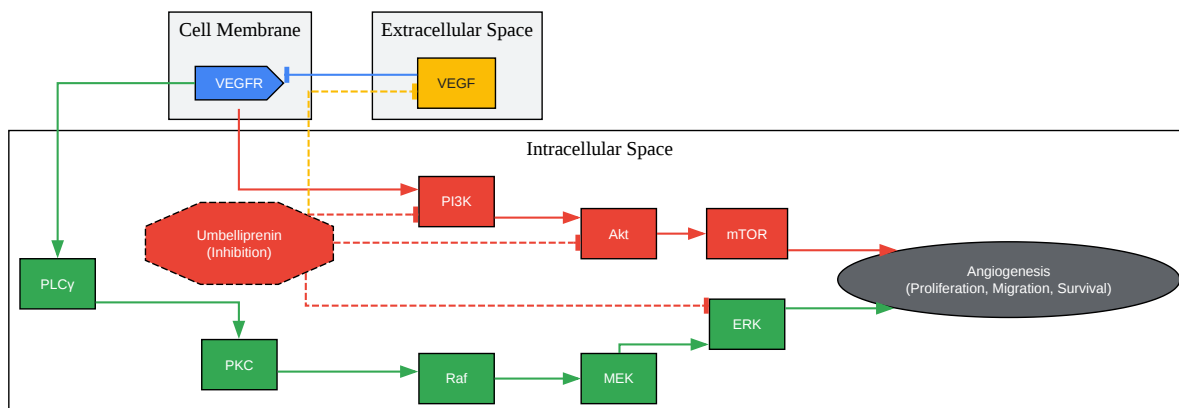 Cell Membrane
Extracellular Space
VEGFR
VEGF
Intracellular Space
PI3K
Umbelliprenin
(Inhibition)
Akt
mTOR
PLCγ
Angiogenesis
(Proliferation, Migration, Survival)
ERK
PKC
Raf
MEK